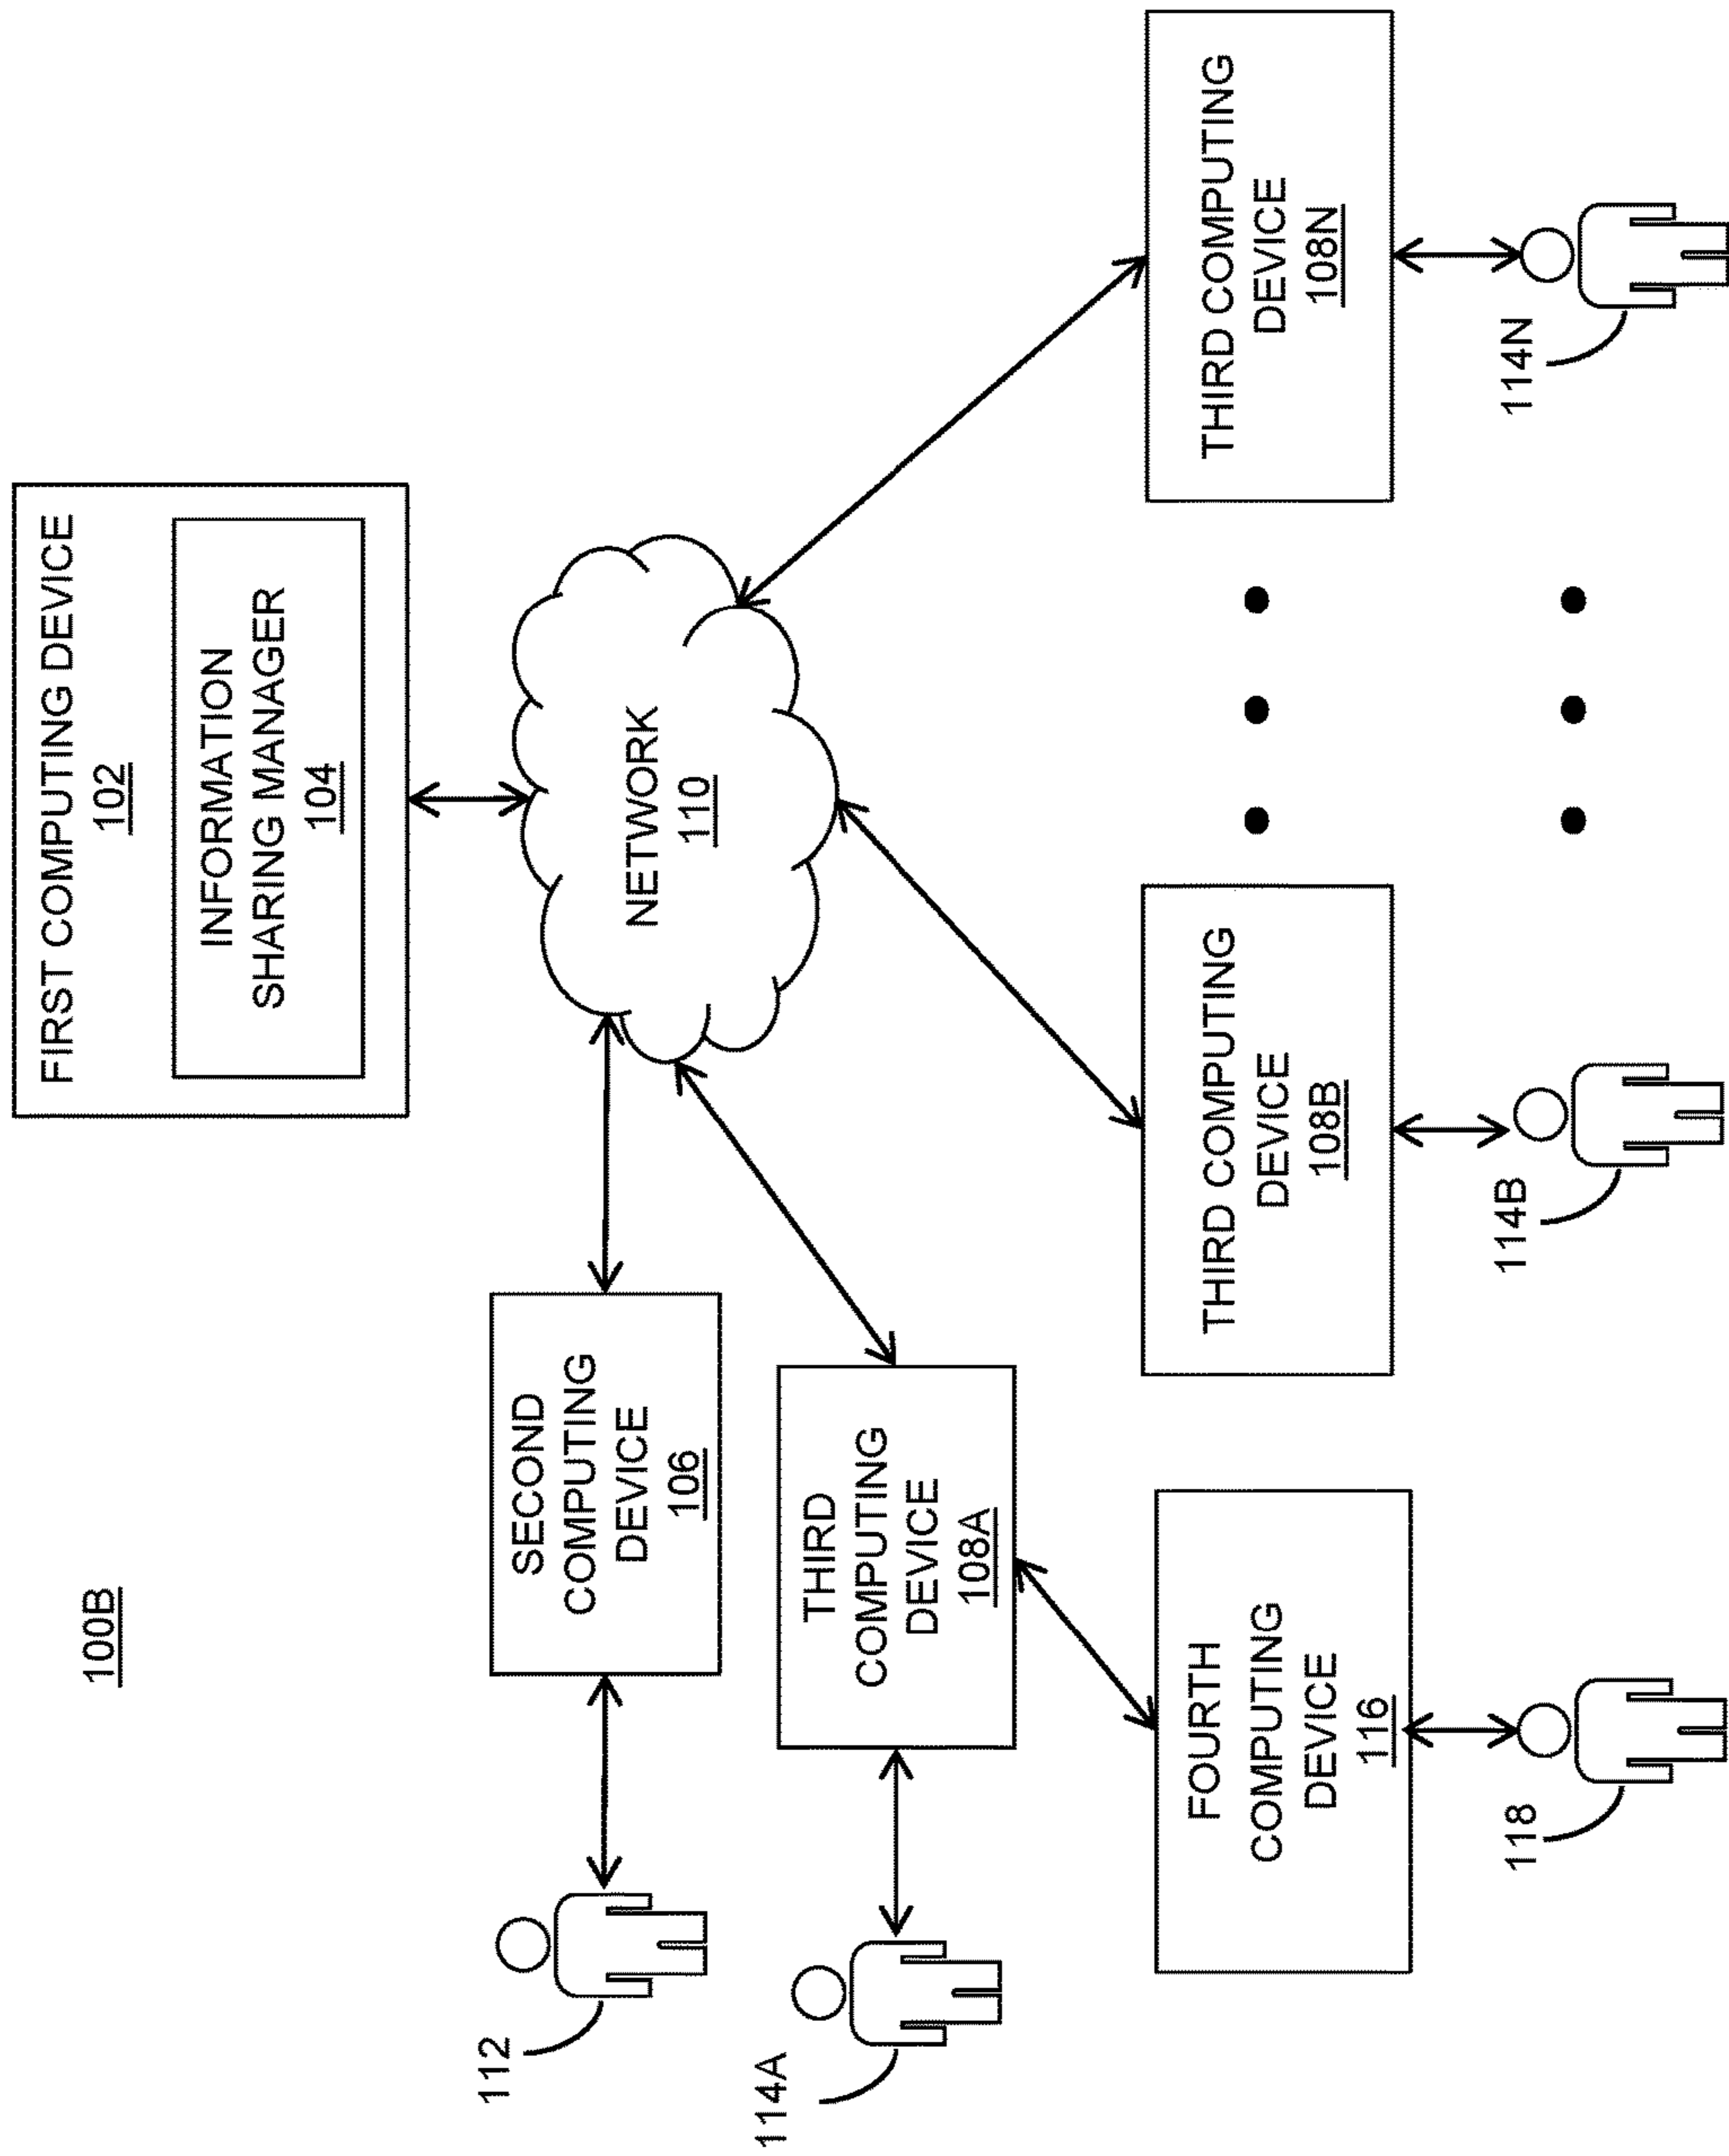 100B
FIRST COMPUTING DEVICE
102
INFORMATION
SHARING MANAGER
104
112
SECOND
COMPUTING
DEVICE
106
NETWORK
110
114A
THIRD
COMPUTING
DEVICE
108A
FOURTH
COMPUTING
DEVICE
116
THIRD COMPUTING
DEVICE
108B
THIRD COMPUTING
DEVICE
108N
118
114B
114N